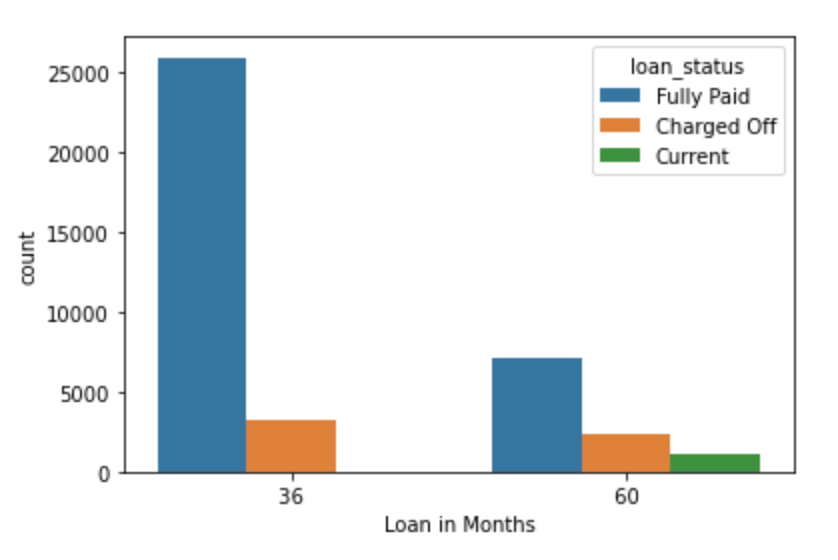 loan_status
Fully Paid
Charged Off
Current
25000
20000
15000
10000
5000
0
count
36
60
Loan in Months